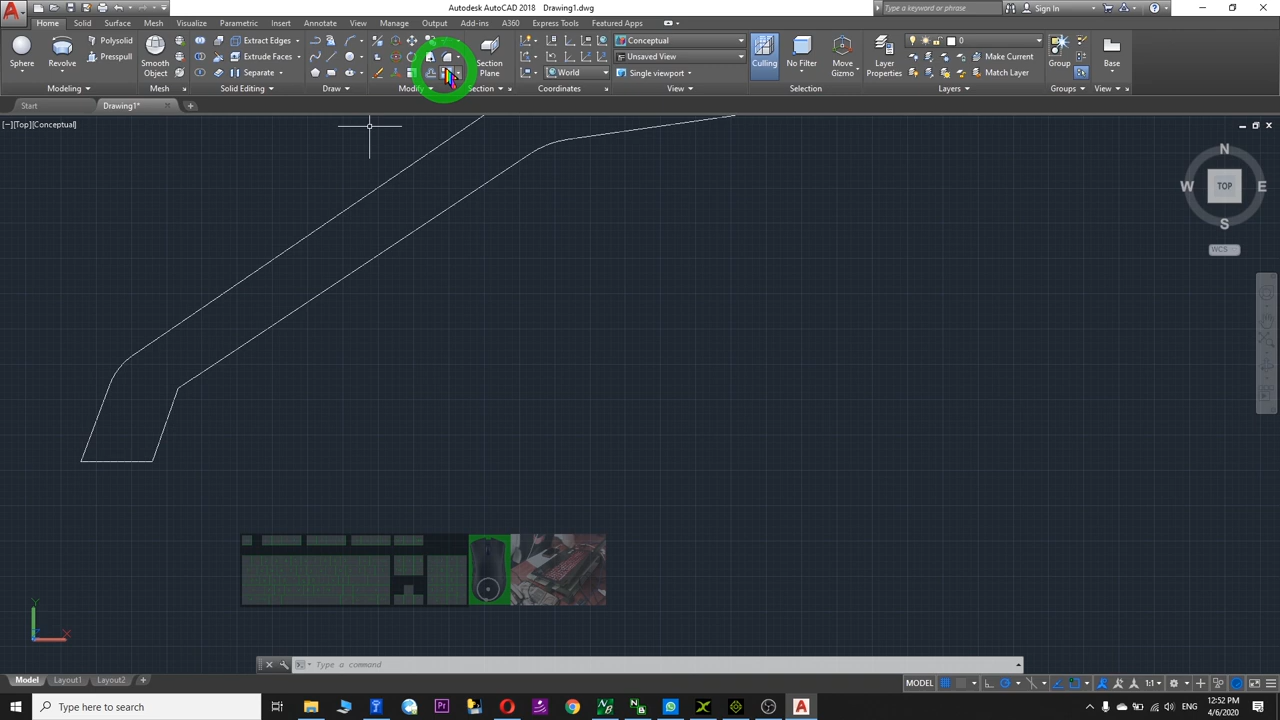 Autodesk AutoCAD 2018 Drawing1.dwg
Type a keyword or phrase
Sign In
Home Solid Surface Mesh Visualize Parametric Insert Annotate View Manage Output Add-ins A360 Express Tools Featured Apps
Polysolid
Presspull
Sphere
Revolve
Smooth
Object
Extract Edges
Extrude Faces
Separate
Section
Plane
World
Conceptual
Unsaved View
Single viewport
Culling
No Filter
Move
Gizmo
Layer
Properties
0
Make Current
Match Layer
Group
Base
Modeling Mesh Solid Editing Draw Modify Section Coordinates View Selection Layers Groups View
Start Drawing1*
[−][Top][Conceptual]
N
W TOP E
S
WCS
Y
X
Type a command
Model Layout1 Layout2
MODEL 1:1
Type here to search
12:52 PM
4/6/2020